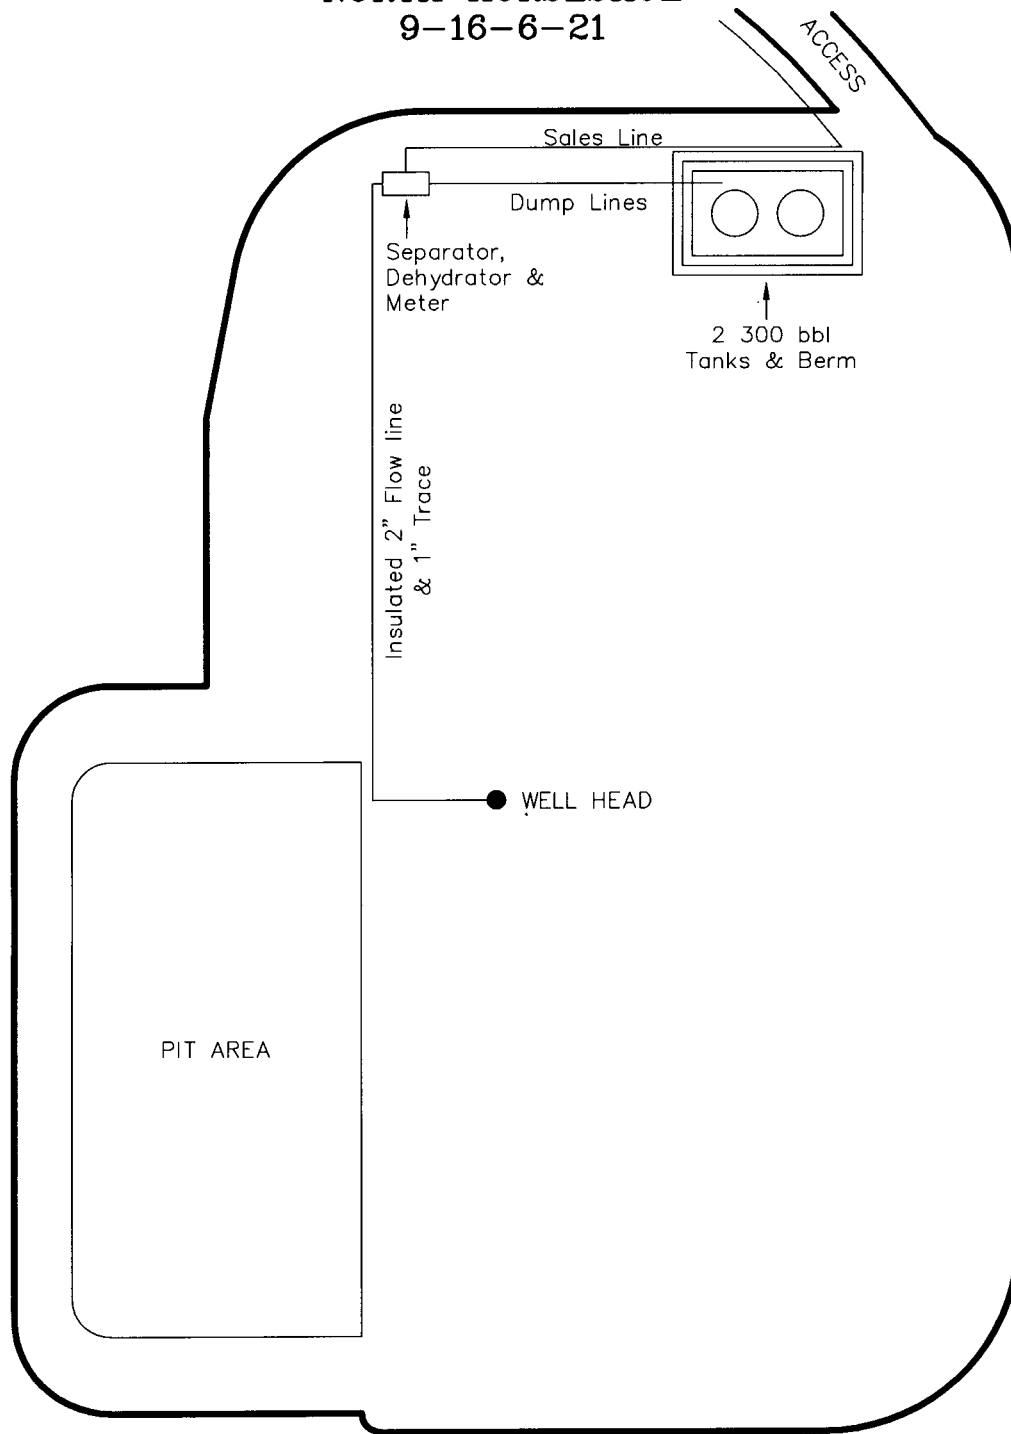 9-16-6-21
ACCESS
Sales Line
Dump Lines
Separator,
Dehydrator &
Meter
2 300 bbl
Tanks & Berm
Insulated 2" Flow line
& 1" Trace
WELL HEAD
PIT AREA